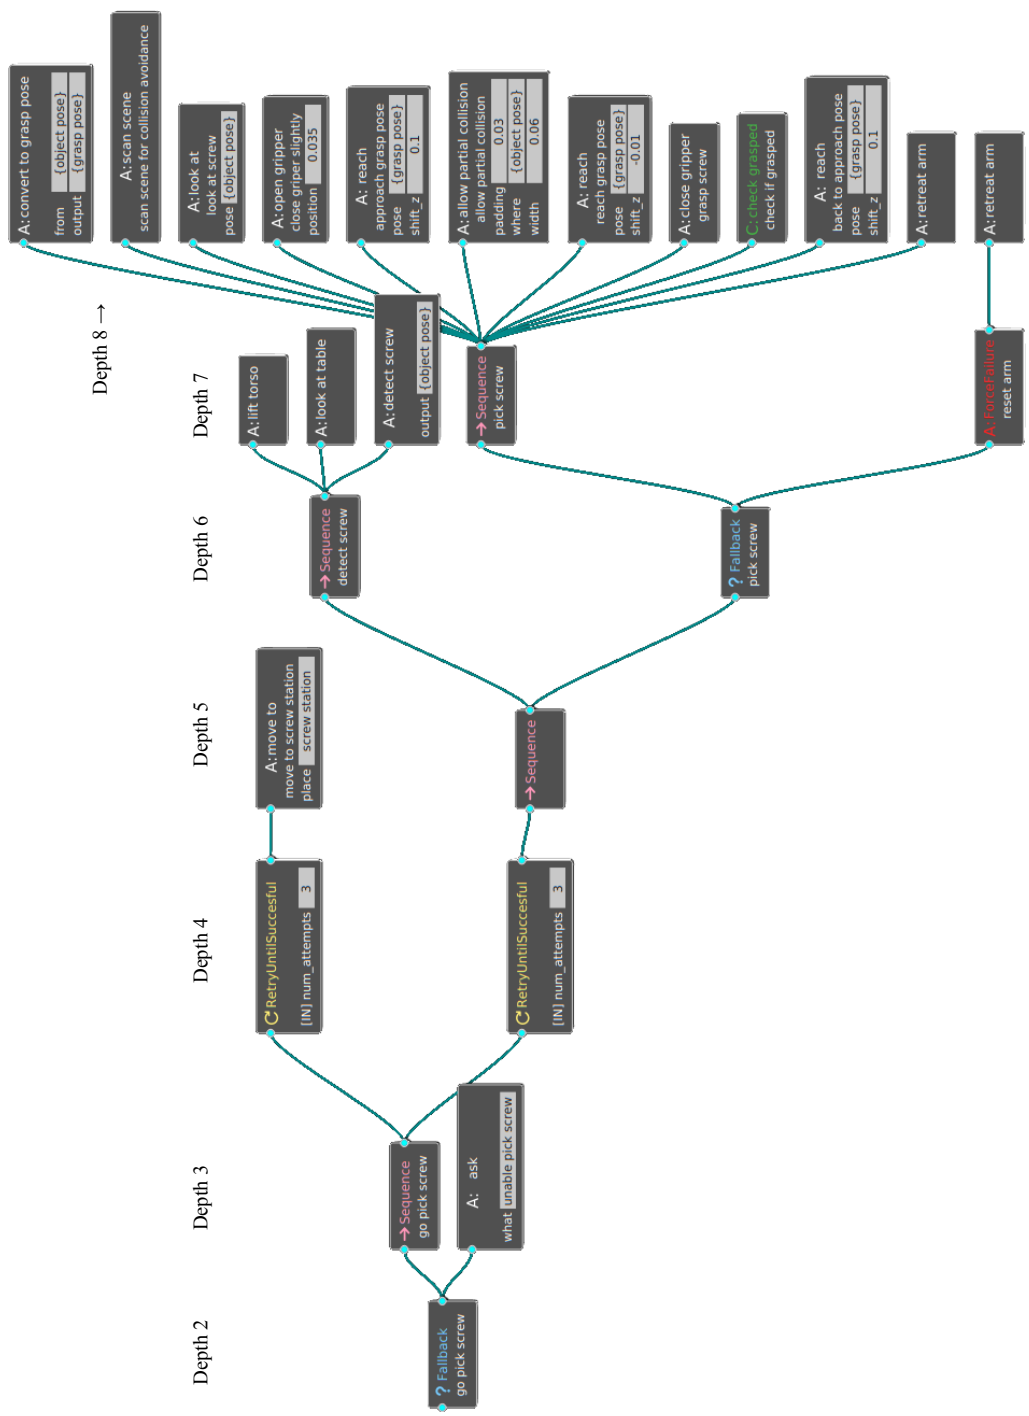 Depth 2
Depth 3
Depth 4
Depth 5
Depth 6
Depth 7
Depth 8 →
? Fallback
go pick screw
→ Sequence
go pick screw
A: ask
what unable pick screw
RetryUntilSuccesful
[IN] num_attempts 3
RetryUntilSuccesful
[IN] num_attempts 3
A:move to
move to screw station
place screw station
→ Sequence
→ Sequence
detect screw
? Fallback
pick screw
A:lift torso
A:look at table
A:detect screw
output {object pose}
→ Sequence
pick screw
A:ForceFailure
reset arm
A:convert to grasp pose
from {object pose}
output {grasp pose}
A:scan scene
scan scene for collision avoidance
A:look at
look at screw
pose {object pose}
A:open gripper
close griper slightly
position 0.035
A: reach
approach grasp pose
pose {grasp pose}
shift_z 0.1
A:allow partial collision
allow partial collision
padding 0.03
where {object pose}
width 0.06
A: reach
reach grasp pose
pose {grasp pose}
shift_z -0.01
A:close gripper
grasp screw
C:check grasped
check if grasped
A: reach
back to approach pose
pose {grasp pose}
shift_z 0.1
A:retreat arm
A:retreat arm